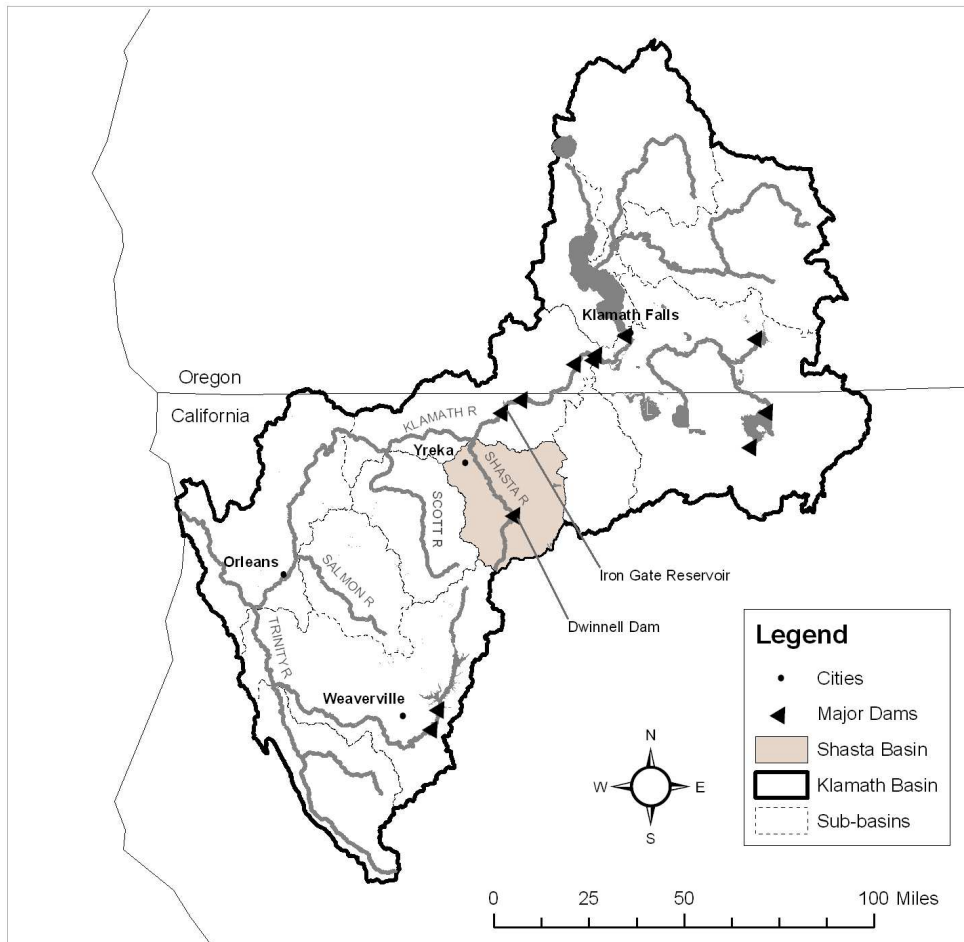 Klamath Falls
Oregon
California
KLAMATH R
Yreka
SHASTA R
SCOTT R
Orleans
SALMON R
Iron Gate Reservoir
Dwinnell Dam
TRINITY R
Weaverville
Legend
Cities
Major Dams
Shasta Basin
Klamath Basin
Sub-basins
N
W E
S
0 25 50 100 Miles